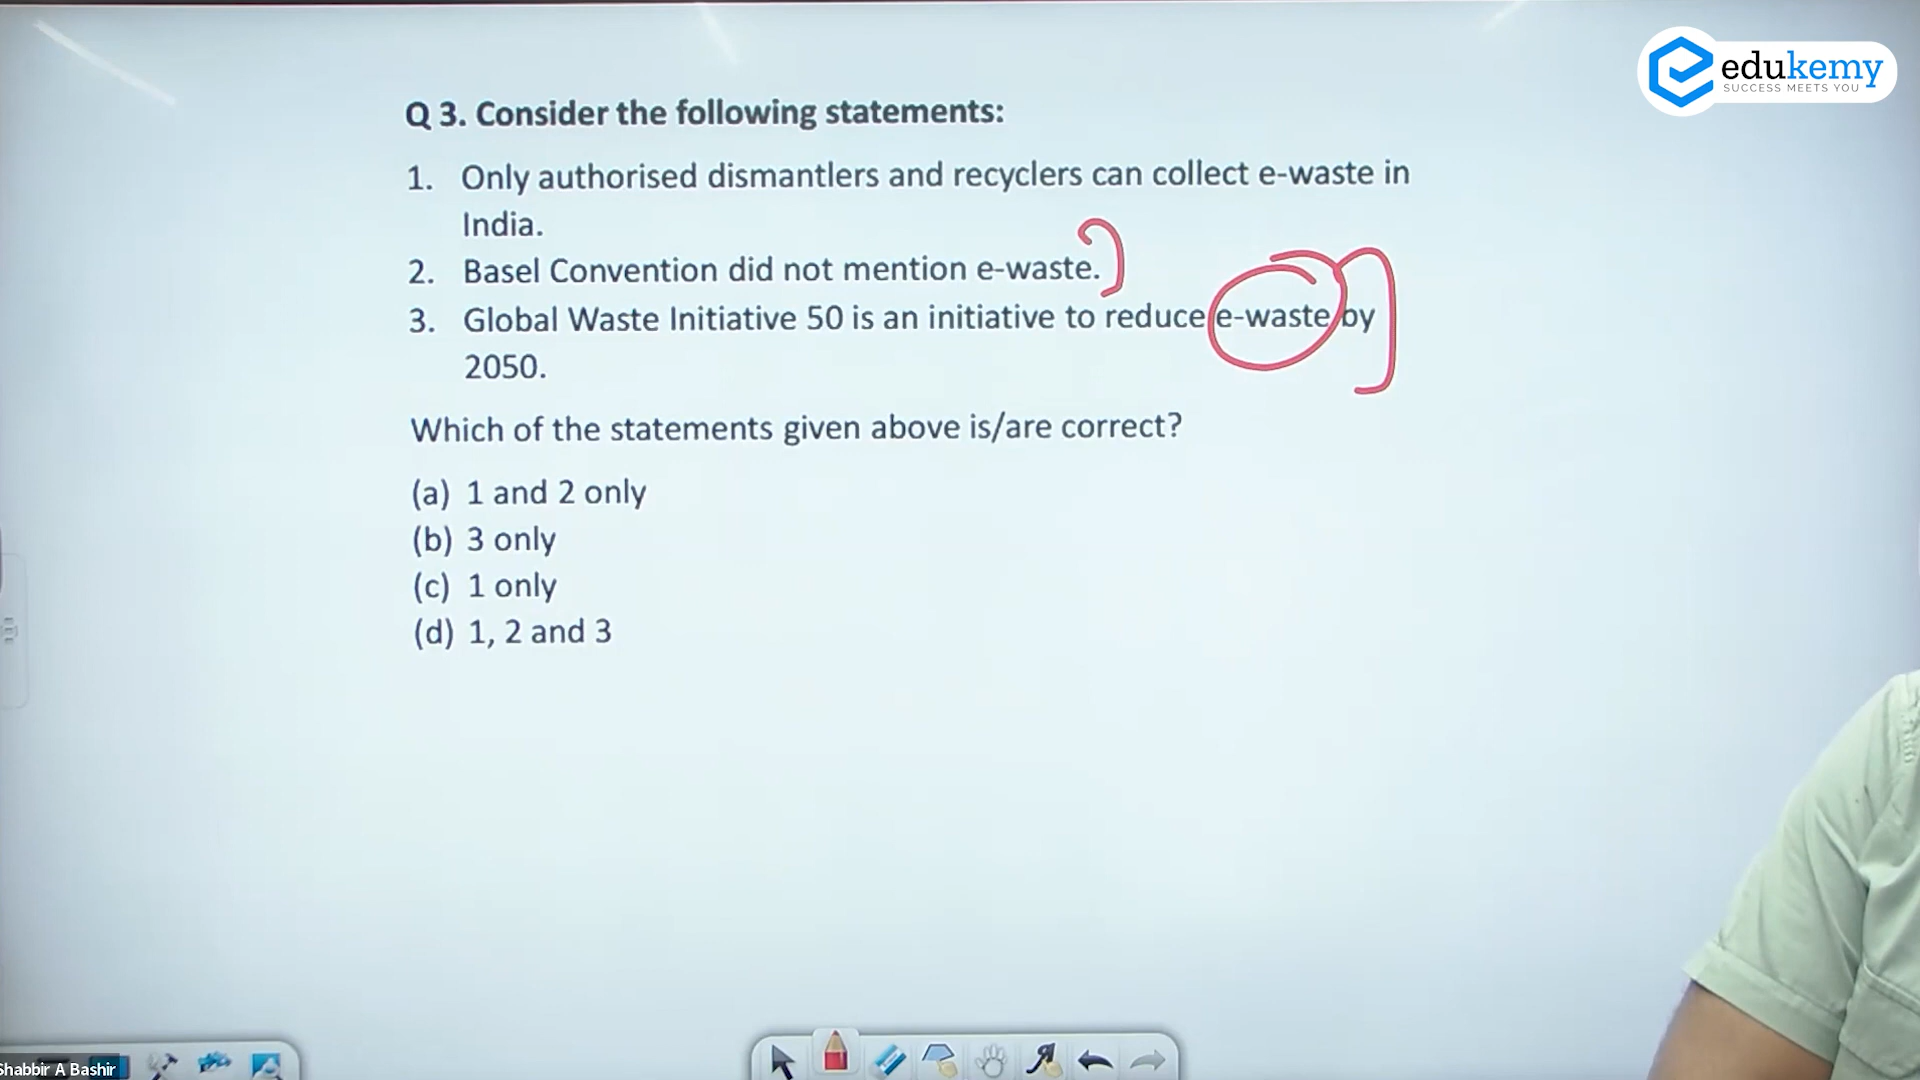 edukemy
SUCCESS MEETS YOU
Q 3. Consider the following statements:
1. Only authorised dismantlers and recyclers can collect e-waste in
India.
2. Basel Convention did not mention e-waste.
3. Global Waste Initiative 50 is an initiative to reduce e-waste by
2050.
Which of the statements given above is/are correct?
(a) 1 and 2 only
(b) 3 only
(c) 1 only
(d) 1, 2 and 3
Shabbir A Bashir